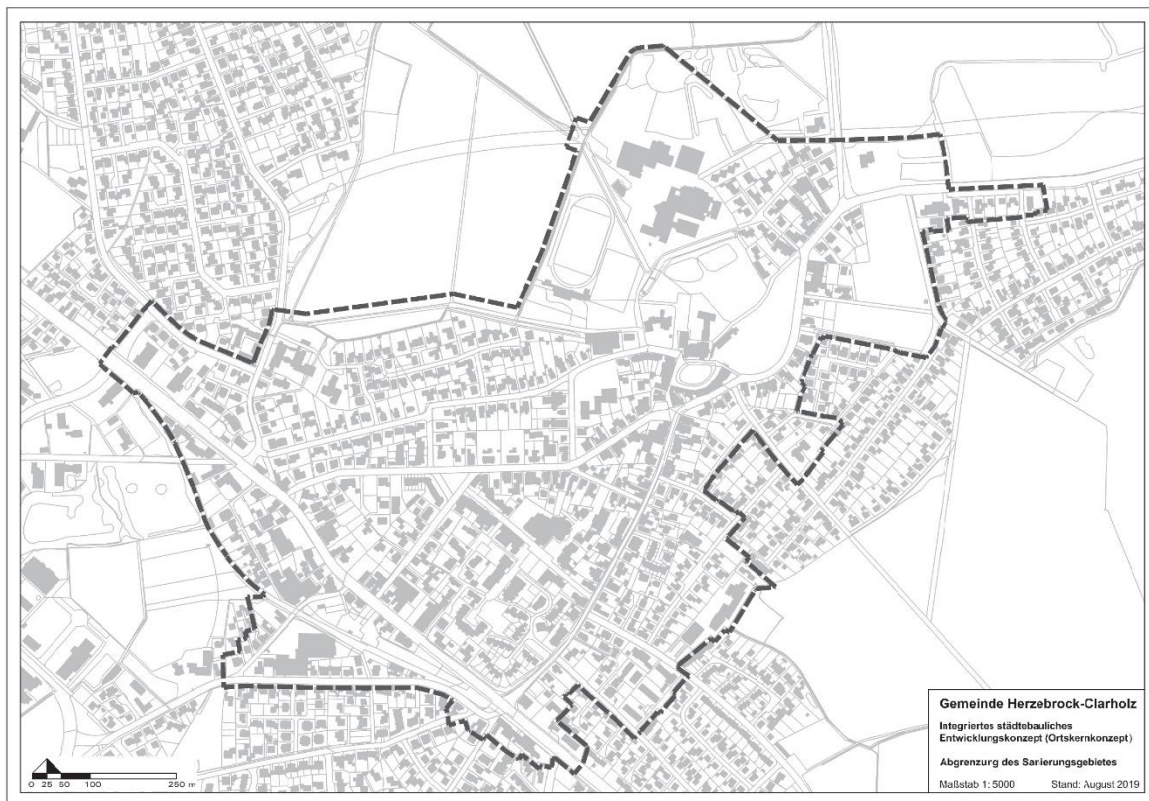 Gemeinde Herzebrock-Clarholz
Integriertes städtebauliches
Entwicklungskonzept (Ortskernkonzept)
Abgrenzung des Sanierungsgebietes
Maßstab 1: 5000 Stand: August 2019
0 25 50 100 250 m